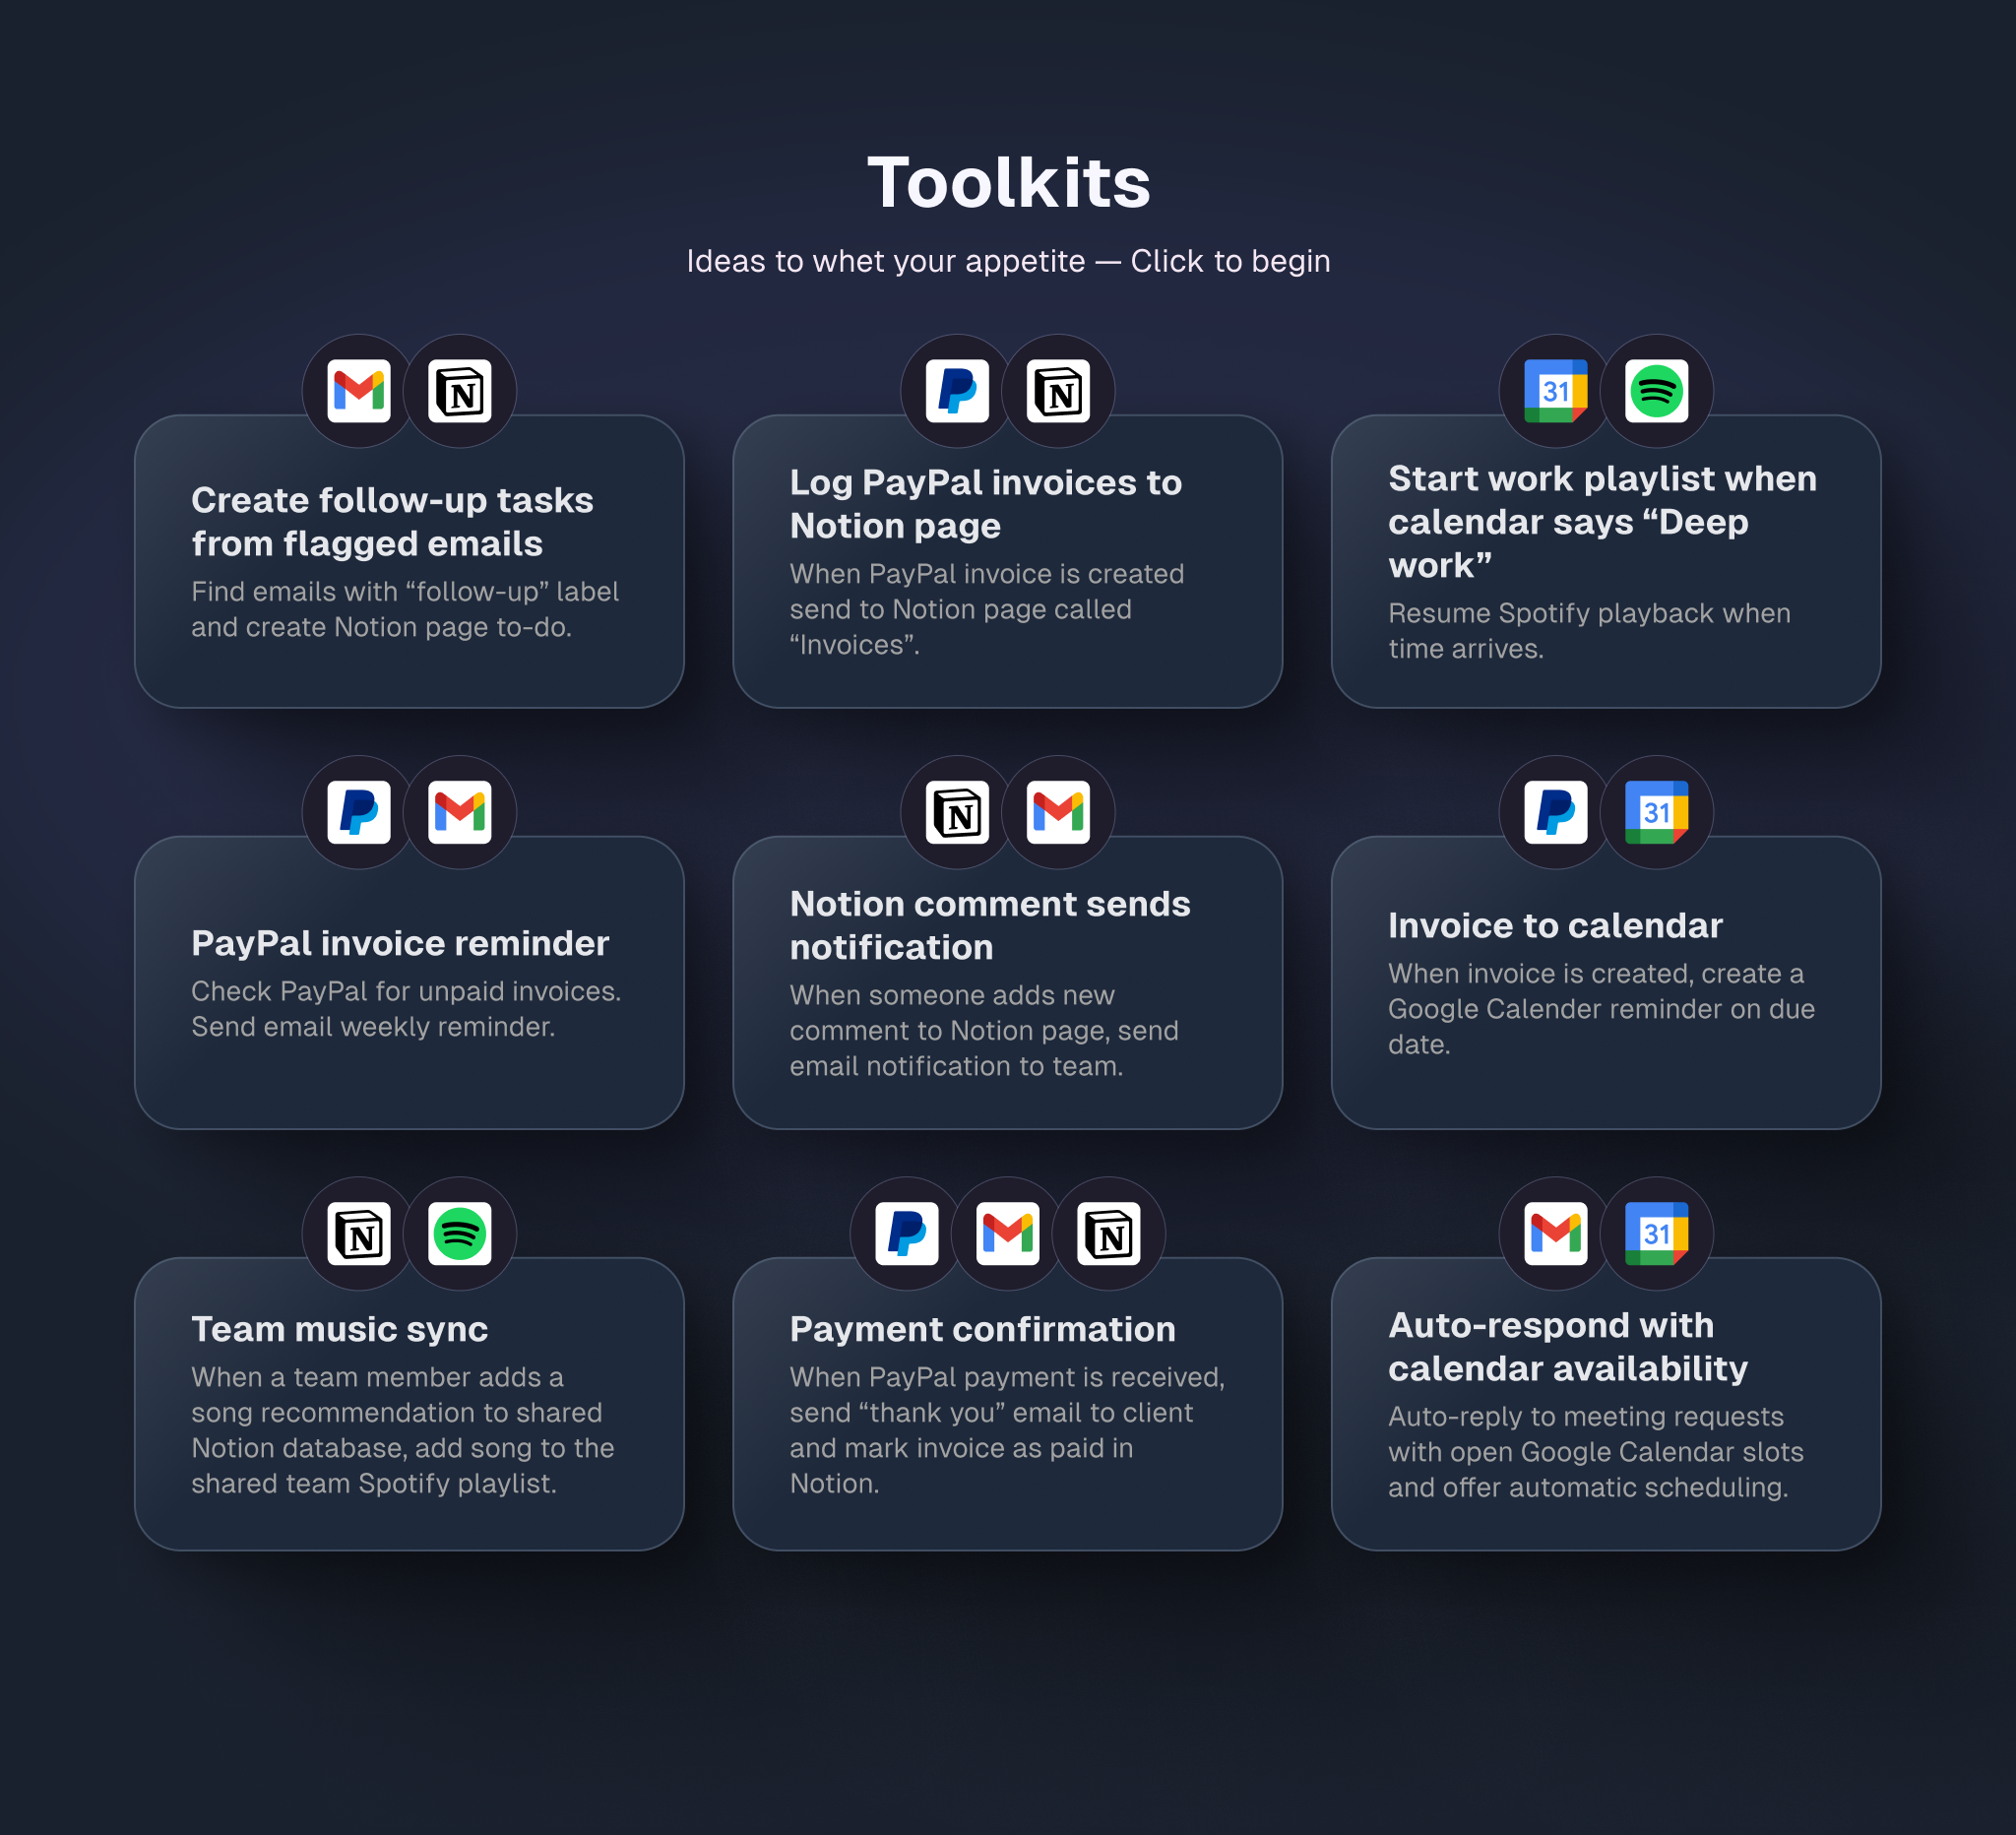 Toolkits
Ideas to whet your appetite — Click to begin
Create follow-up tasks
from flagged emails
Find emails with “follow-up” label
and create Notion page to-do.
Log PayPal invoices to
Notion page
When PayPal invoice is created
send to Notion page called
“Invoices”.
31
Start work playlist when
calendar says “Deep
work”
Resume Spotify playback when
time arrives.
PayPal invoice reminder
Check PayPal for unpaid invoices.
Send email weekly reminder.
Notion comment sends
notification
When someone adds new
comment to Notion page, send
email notification to team.
31
Invoice to calendar
When invoice is created, create a
Google Calender reminder on due
date.
Team music sync
When a team member adds a
song recommendation to shared
Notion database, add song to the
shared team Spotify playlist.
Payment confirmation
When PayPal payment is received,
send “thank you” email to client
and mark invoice as paid in
Notion.
31
Auto-respond with
calendar availability
Auto-reply to meeting requests
with open Google Calendar slots
and offer automatic scheduling.